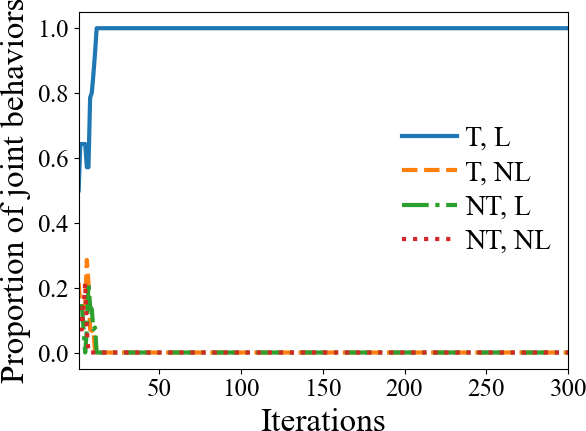 Proportion of joint behaviors
1.0
0.8
0.6
0.4
0.2
0.0
T, L
T, NL
NT, L
NT, NL
50 100 150 200 250 300
Iterations